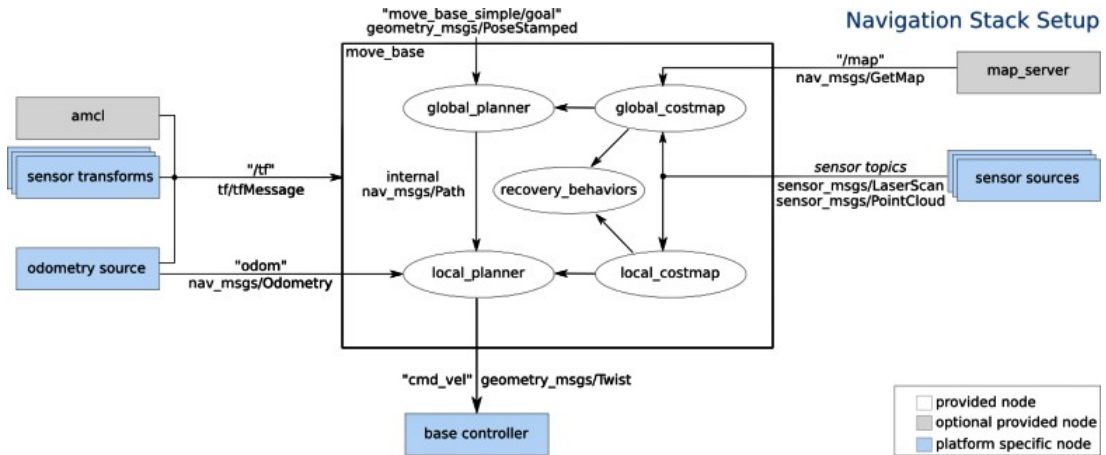 "move_base_simple/goal"
geometry_msgs/PoseStamped
Navigation Stack Setup
move_base
"/map"
nav_msgs/GetMap
map_server
amcl
global_planner
global_costmap
sensor transforms
"/tf"
tf/tfMessage
internal
nav_msgs/Path
recovery_behaviors
sensor topics
sensor_msgs/LaserScan
sensor_msgs/PointCloud
sensor sources
odometry source
"odom"
nav_msgs/Odometry
local_planner
local_costmap
"cmd_vel" geometry_msgs/Twist
base controller
provided node
optional provided node
platform specific node